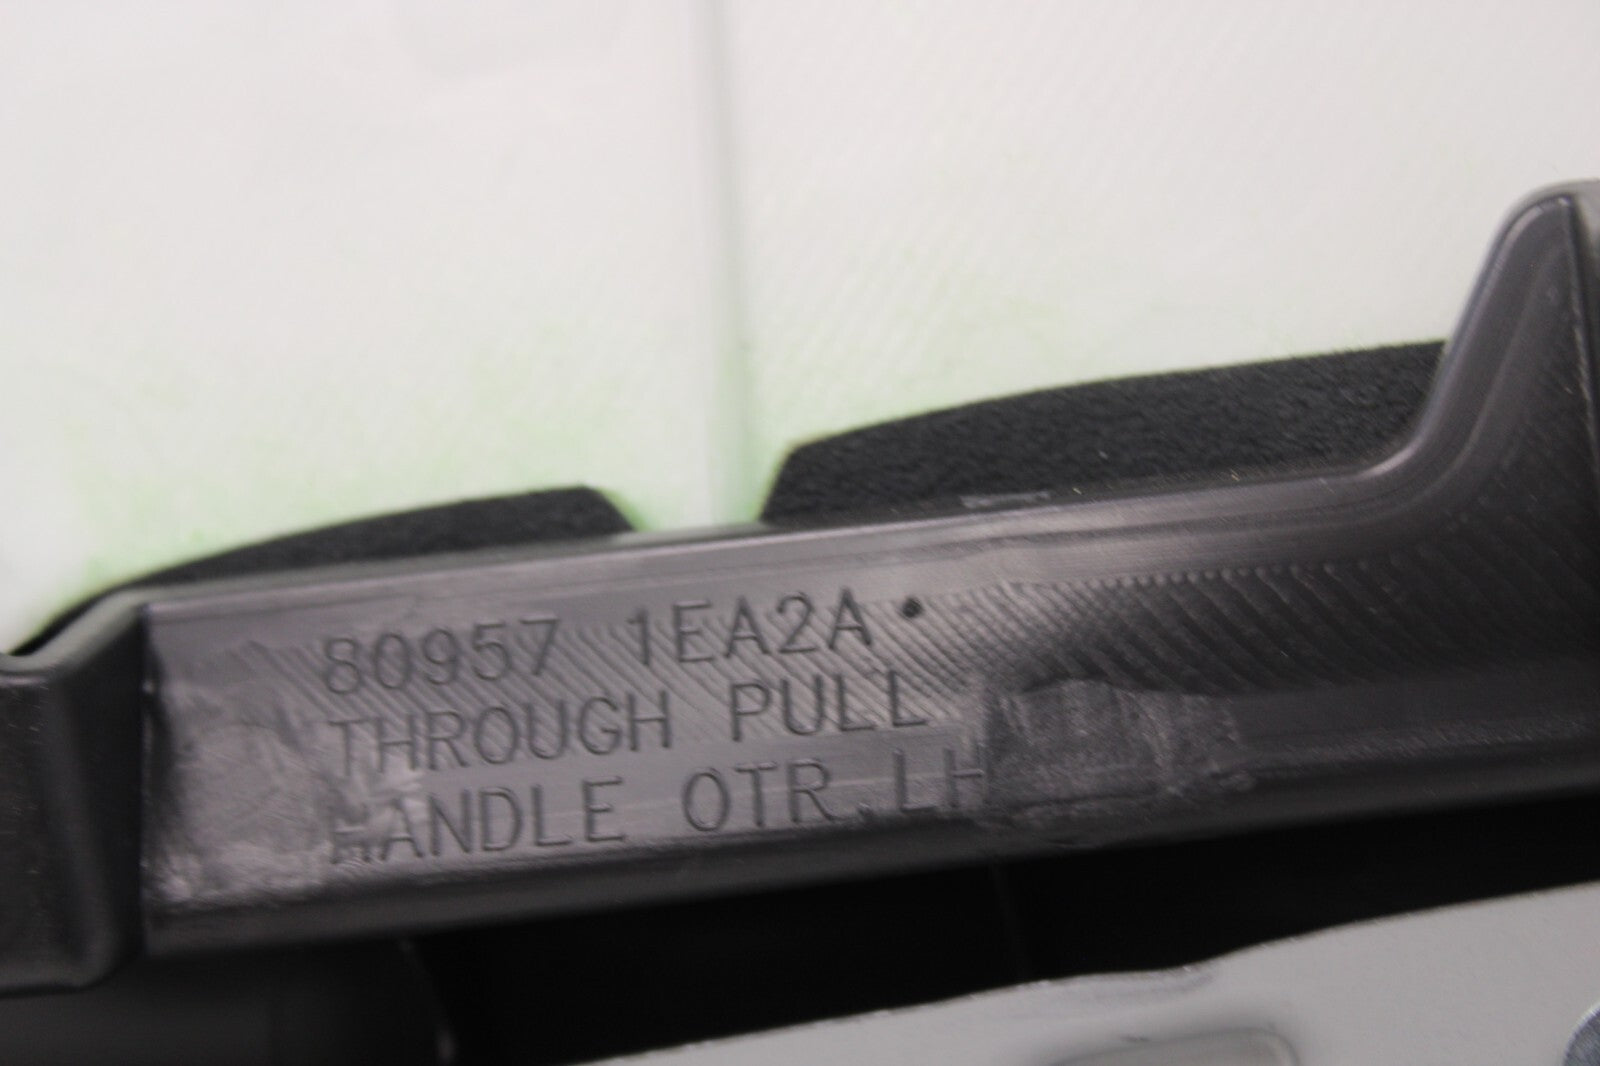 80957 1EA2A
THROUGH PULL
HANDLE OTR.LH